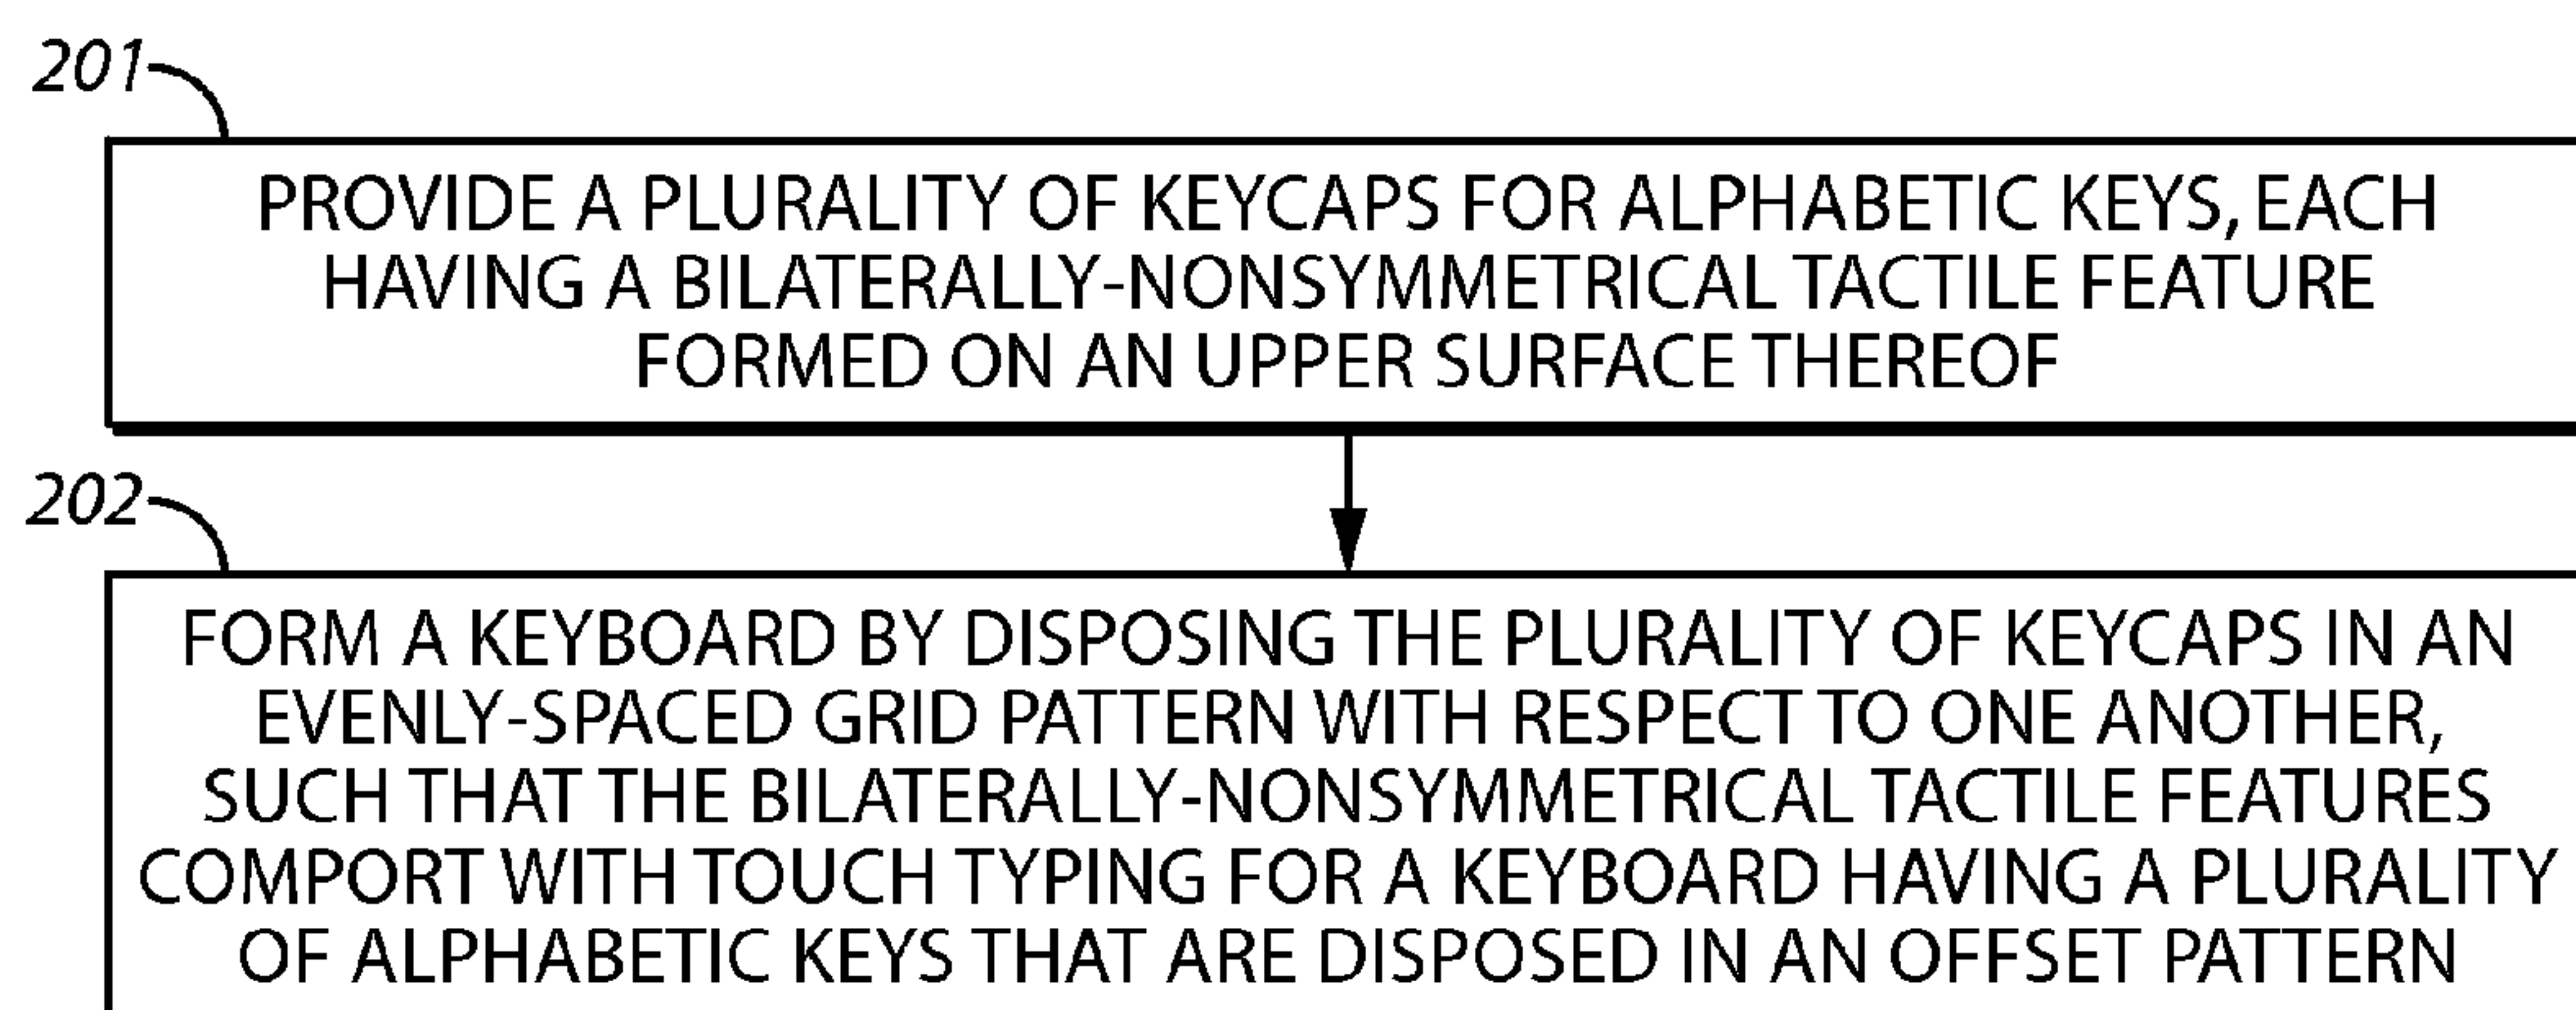 201
PROVIDE A PLURALITY OF KEYCAPS FOR ALPHABETIC KEYS, EACH
HAVING A BILATERALLY-NONSYMMETRICAL TACTILE FEATURE
FORMED ON AN UPPER SURFACE THEREOF
202
FORM A KEYBOARD BY DISPOSING THE PLURALITY OF KEYCAPS IN AN
EVENLY-SPACED GRID PATTERN WITH RESPECT TO ONE ANOTHER,
SUCH THAT THE BILATERALLY-NONSYMMETRICAL TACTILE FEATURES
COMPORT WITH TOUCH TYPING FOR A KEYBOARD HAVING A PLURALITY
OF ALPHABETIC KEYS THAT ARE DISPOSED IN AN OFFSET PATTERN